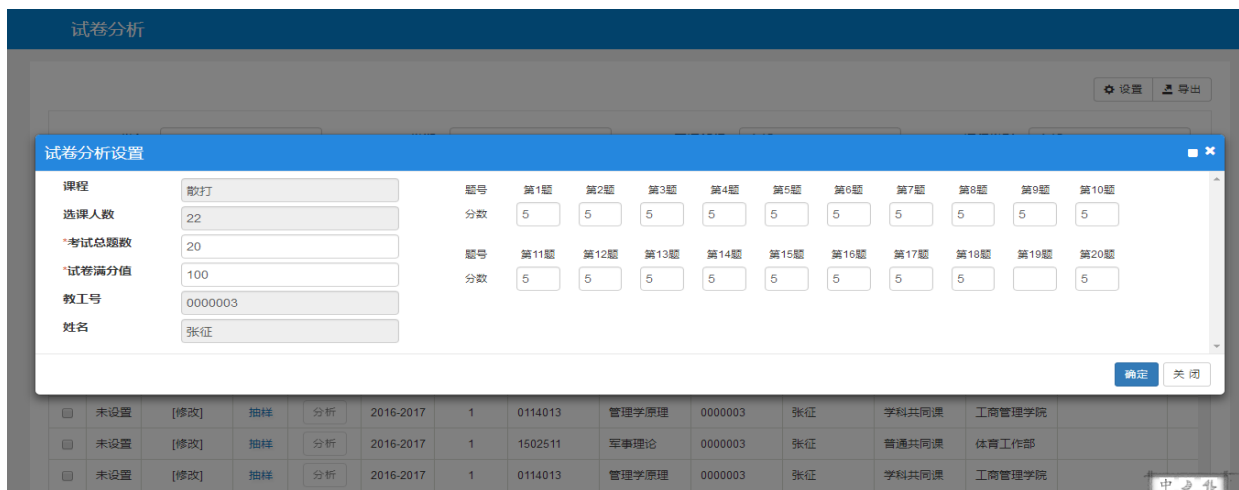 试卷分析
设置 导出
试卷分析设置
课程 散打 题号 第1题 第2题 第3题 第4题 第5题 第6题 第7题 第8题 第9题 第10题
选课人数 22 分数 5 5 5 5 5 5 5 5 5 5
*考试总题数 20
题号 第11题 第12题 第13题 第14题 第15题 第16题 第17题 第18题 第19题 第20题
*试卷满分值 100 分数 5 5 5 5 5 5 5 5 5
教工号 0000003
姓名 张征
确定 关闭
未设置 [修改] 抽样 分析 2016-2017 1 0114013 管理学原理 0000003 张征 学科共同课 工商管理学院
未设置 [修改] 抽样 分析 2016-2017 1 1502511 军事理论 0000003 张征 普通共同课 体育工作部
未设置 [修改] 抽样 分析 2016-2017 1 0114013 管理学原理 0000003 张征 学科共同课 工商管理学院
中